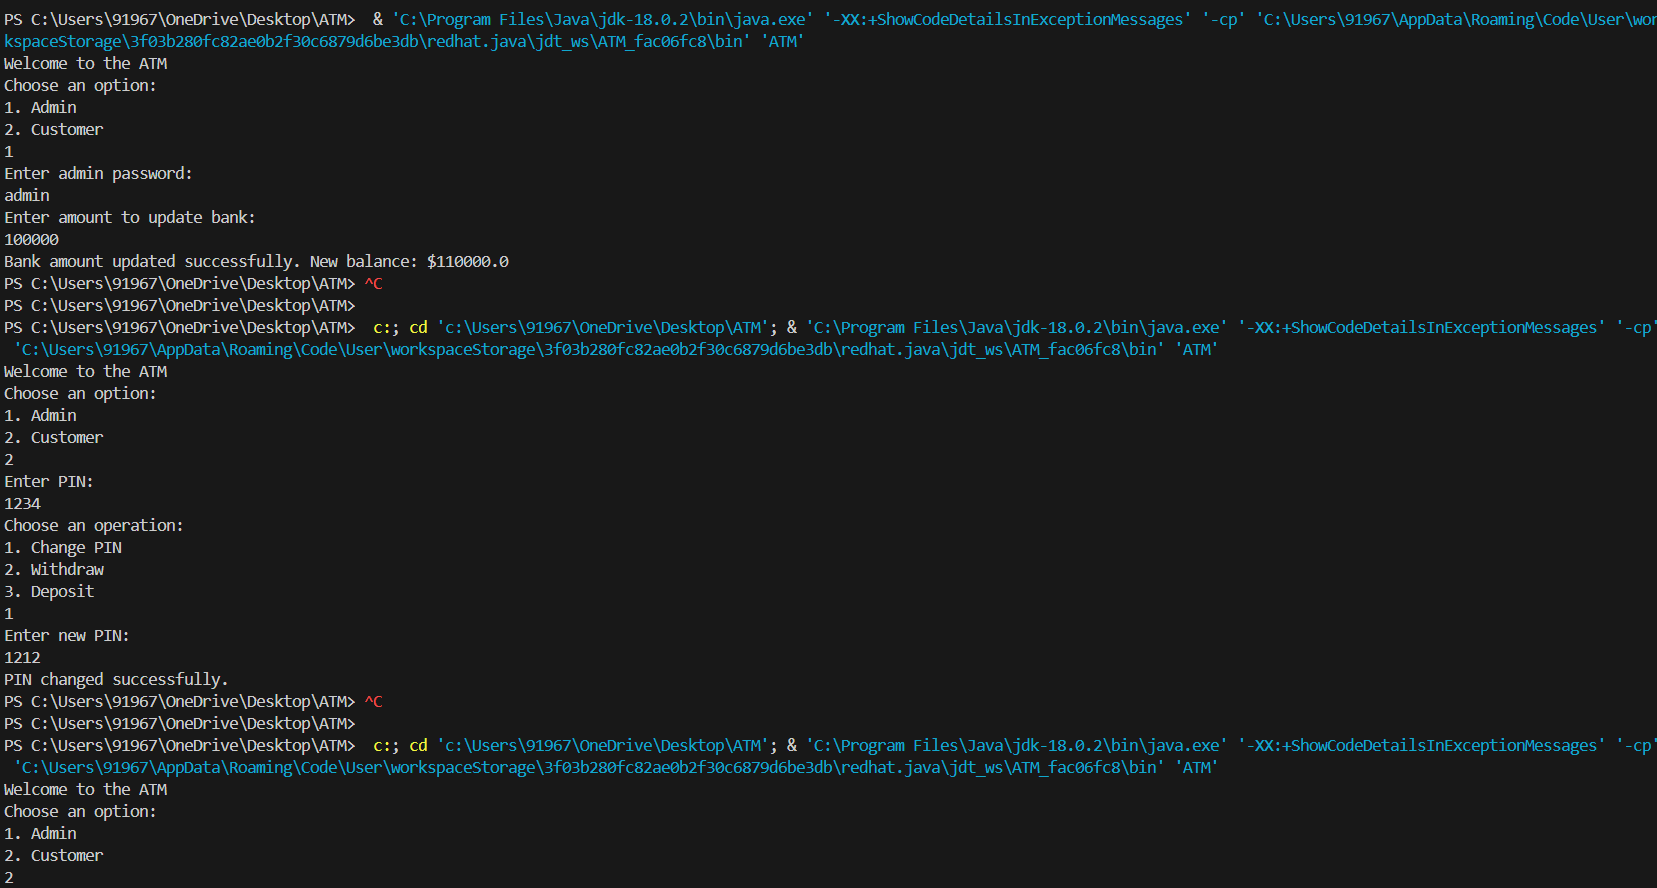 PS C:\Users\91967\OneDrive\Desktop\ATM>  & 'C:\Program Files\Java\jdk-18.0.2\bin\java.exe' '-XX:+ShowCodeDetailsInExceptionMessages' '-cp' 'C:\Users\91967\AppData\Roaming\Code\User\wor
kspaceStorage\3f03b280fc82ae0b2f30c6879d6be3db\redhat.java\jdt_ws\ATM_fac06fc8\bin' 'ATM'
Welcome to the ATM
Choose an option:
1. Admin
2. Customer
1
Enter admin password:
admin
Enter amount to update bank:
100000
Bank amount updated successfully. New balance: $110000.0
PS C:\Users\91967\OneDrive\Desktop\ATM> ^C
PS C:\Users\91967\OneDrive\Desktop\ATM>
PS C:\Users\91967\OneDrive\Desktop\ATM>  c:; cd 'c:\Users\91967\OneDrive\Desktop\ATM'; & 'C:\Program Files\Java\jdk-18.0.2\bin\java.exe' '-XX:+ShowCodeDetailsInExceptionMessages' '-cp'
'C:\Users\91967\AppData\Roaming\Code\User\workspaceStorage\3f03b280fc82ae0b2f30c6879d6be3db\redhat.java\jdt_ws\ATM_fac06fc8\bin' 'ATM'
Welcome to the ATM
Choose an option:
1. Admin
2. Customer
2
Enter PIN:
1234
Choose an operation:
1. Change PIN
2. Withdraw
3. Deposit
1
Enter new PIN:
1212
PIN changed successfully.
PS C:\Users\91967\OneDrive\Desktop\ATM> ^C
PS C:\Users\91967\OneDrive\Desktop\ATM>
PS C:\Users\91967\OneDrive\Desktop\ATM>  c:; cd 'c:\Users\91967\OneDrive\Desktop\ATM'; & 'C:\Program Files\Java\jdk-18.0.2\bin\java.exe' '-XX:+ShowCodeDetailsInExceptionMessages' '-cp'
'C:\Users\91967\AppData\Roaming\Code\User\workspaceStorage\3f03b280fc82ae0b2f30c6879d6be3db\redhat.java\jdt_ws\ATM_fac06fc8\bin' 'ATM'
Welcome to the ATM
Choose an option:
1. Admin
2. Customer
2